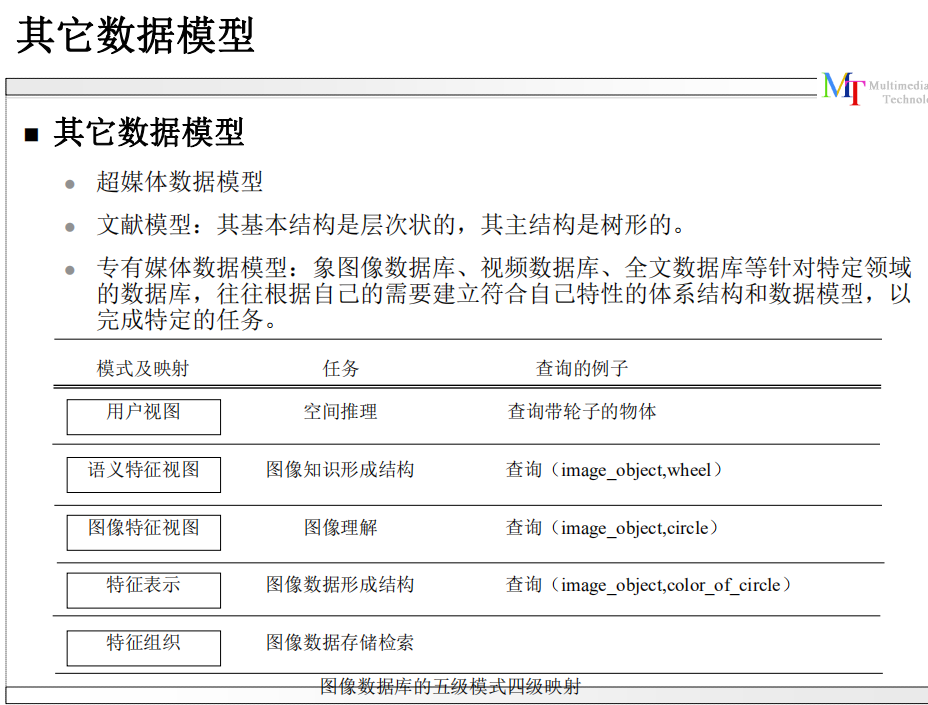 其它数据模型
MT Multimedia
Technolo
■ 其它数据模型
● 超媒体数据模型
● 文献模型：其基本结构是层次状的，其主结构是树形的。
● 专有媒体数据模型：象图像数据库、视频数据库、全文数据库等针对特定领域
的数据库，往往根据自己的需要建立符合自己特性的体系结构和数据模型，以
完成特定的任务。
模式及映射 任务 查询的例子
用户视图 空间推理 查询带轮子的物体
语义特征视图 图像知识形成结构 查询（image_object,wheel）
图像特征视图 图像理解 查询（image_object,circle）
特征表示 图像数据形成结构 查询（image_object,color_of_circle）
特征组织 图像数据存储检索
图像数据库的五级模式四级映射